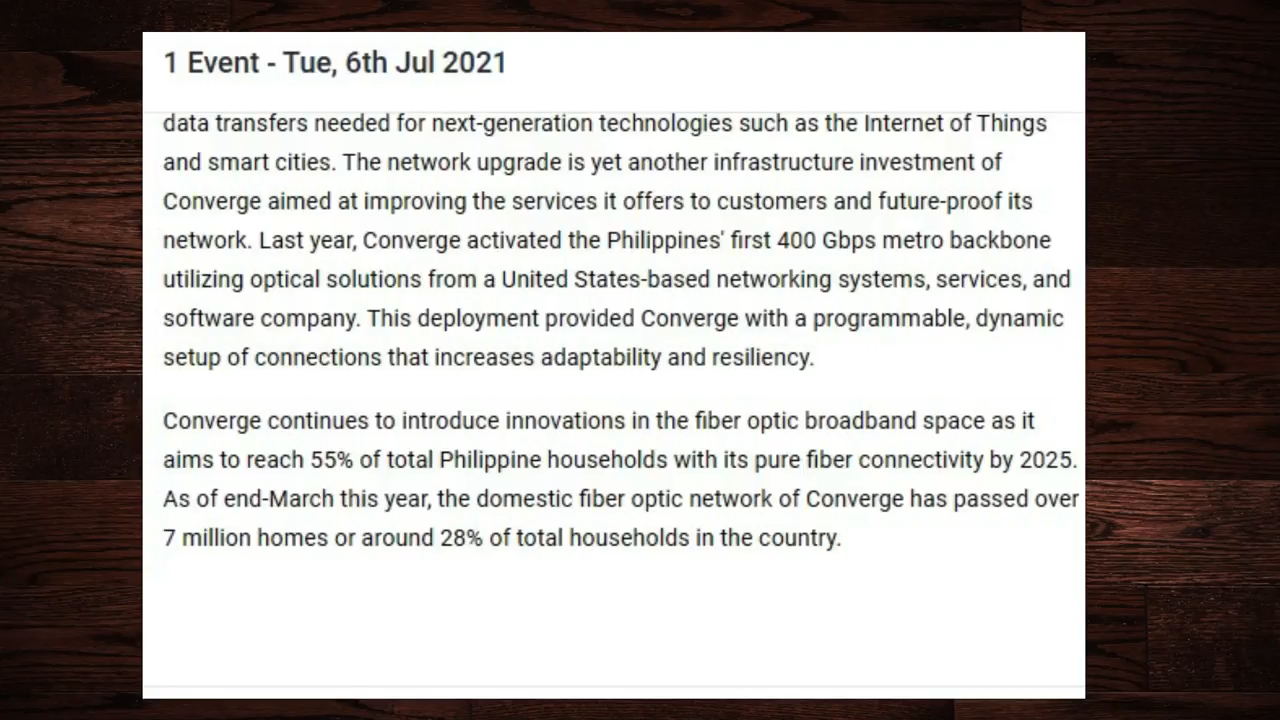 1 Event - Tue, 6th Jul 2021
data transfers needed for next-generation technologies such as the Internet of Things
and smart cities. The network upgrade is yet another infrastructure investment of
Converge aimed at improving the services it offers to customers and future-proof its
network. Last year, Converge activated the Philippines' first 400 Gbps metro backbone
utilizing optical solutions from a United States-based networking systems, services, and
software company. This deployment provided Converge with a programmable, dynamic
setup of connections that increases adaptability and resiliency.
Converge continues to introduce innovations in the fiber optic broadband space as it
aims to reach 55% of total Philippine households with its pure fiber connectivity by 2025.
As of end-March this year, the domestic fiber optic network of Converge has passed over
7 million homes or around 28% of total households in the country.